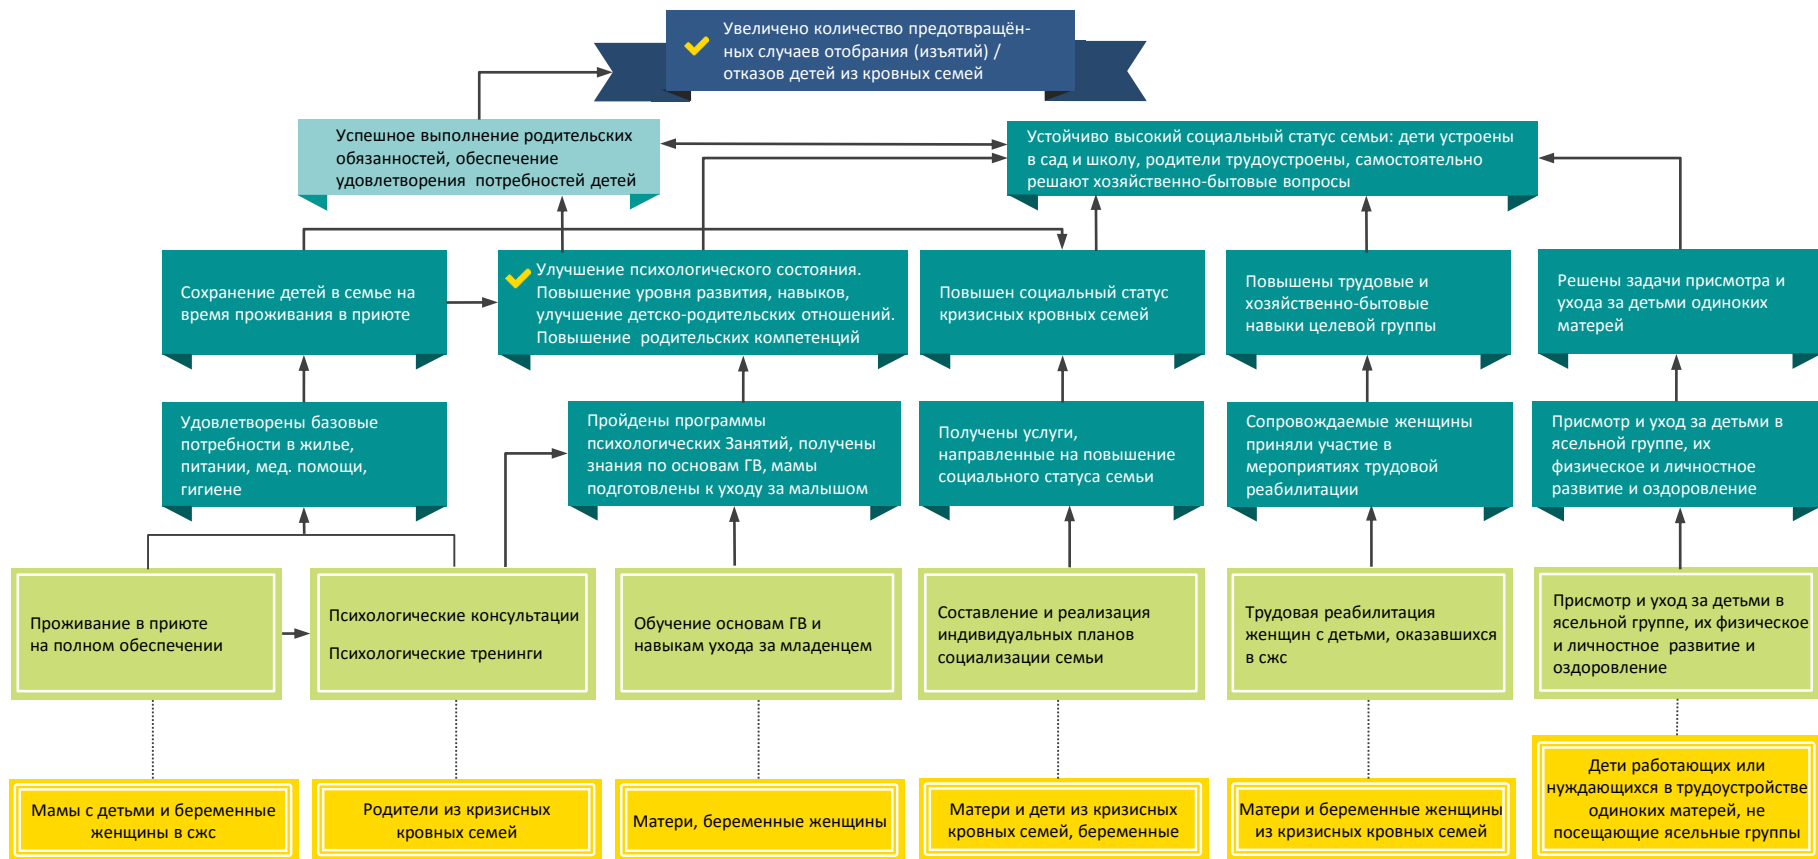 Увеличено количество предотвращён-
ных случаев отобрания (изъятий) /
отказов детей из кровных семей
Успешное выполнение родительских
обязанностей, обеспечение
удовлетворения потребностей детей
Устойчиво высокий социальный статус семьи: дети устроены
в сад и школу, родители трудоустроены, самостоятельно
решают хозяйственно-бытовые вопросы
Сохранение детей в семье на
время проживания в приюте
Улучшение психологического состояния.
Повышение уровня развития, навыков,
улучшение детско-родительских отношений.
Повышение родительских компетенций
Повышен социальный статус
кризисных кровных семей
Повышены трудовые и
хозяйственно-бытовые
навыки целевой группы
Решены задачи присмотра и
ухода за детьми одиноких
матерей
Удовлетворены базовые
потребности в жилье,
питании, мед. помощи,
гигиене
Пройдены программы
психологических Занятий, получены
знания по основам ГВ, мамы
подготовлены к уходу за малышом
Получены услуги,
направленные на повышение
социального статуса семьи
Сопровождаемые женщины
приняли участие в
мероприятиях трудовой
реабилитации
Присмотр и уход за детьми в
ясельной группе, их
физическое и личностное
развитие и оздоровление
Проживание в приюте
на полном обеспечении
Психологические консультации
Психологические тренинги
Обучение основам ГВ и
навыкам ухода за младенцем
Составление и реализация
индивидуальных планов
социализации семьи
Трудовая реабилитация
женщин с детьми, оказавшихся
в сжс
Присмотр и уход за детьми в
ясельной группе, их физическое
и личностное развитие и
оздоровление
Мамы с детьми и беременные
женщины в сжс
Родители из кризисных
кровных семей
Матери, беременные женщины
Матери и дети из кризисных
кровных семей, беременные
Матери и беременные женщины
из кризисных кровных семей
Дети работающих или
нуждающихся в трудоустройстве
одиноких матерей, не
посещающие ясельные группы